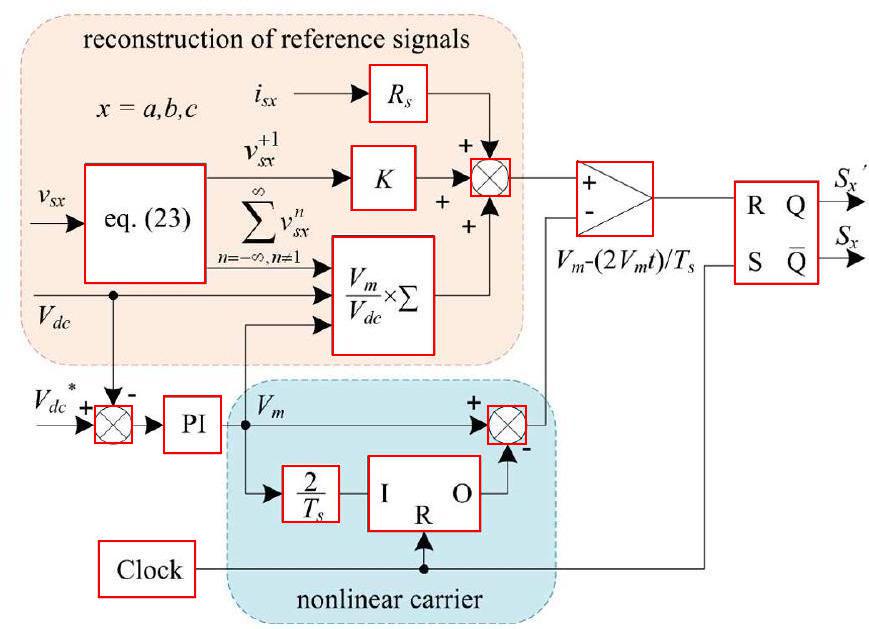 reconstruction of reference signals
x = a,b,c
i_{sx}
R_s
v_{sx}
eq. (23)
v_{sx}^{+1}
K
\sum_{n=-\infty, n\neq1}^{\infty} v_{sx}^{n}
\frac{V_m}{V_{dc}} \times \sum
+
+
+
+
-
V_m-(2V_m t)/T_s
R Q
S \overline{Q}
S_x'
S_x
V_{dc}
V_{dc}^* + -
PI
V_m
+
-
\frac{2}{T_s}
I O
R
Clock
nonlinear carrier